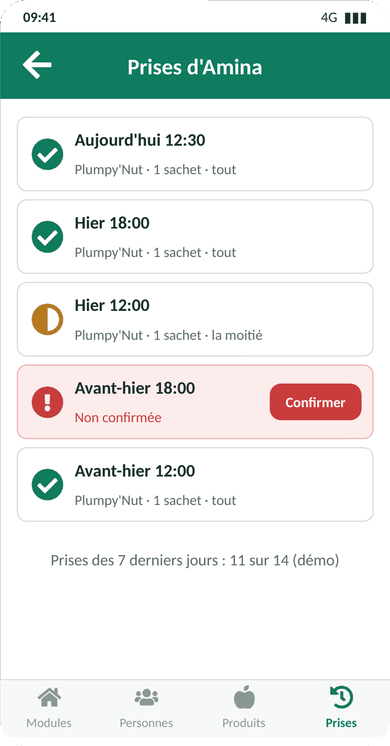 09:41
4G
Prises d'Amina
Aujourd'hui 12:30
Plumpy'Nut · 1 sachet · tout
Hier 18:00
Plumpy'Nut · 1 sachet · tout
Hier 12:00
Plumpy'Nut · 1 sachet · la moitié
Avant-hier 18:00
Non confirmée
Confirmer
Avant-hier 12:00
Plumpy'Nut · 1 sachet · tout
Prises des 7 derniers jours : 11 sur 14 (démo)
Modules
Personnes
Produits
Prises